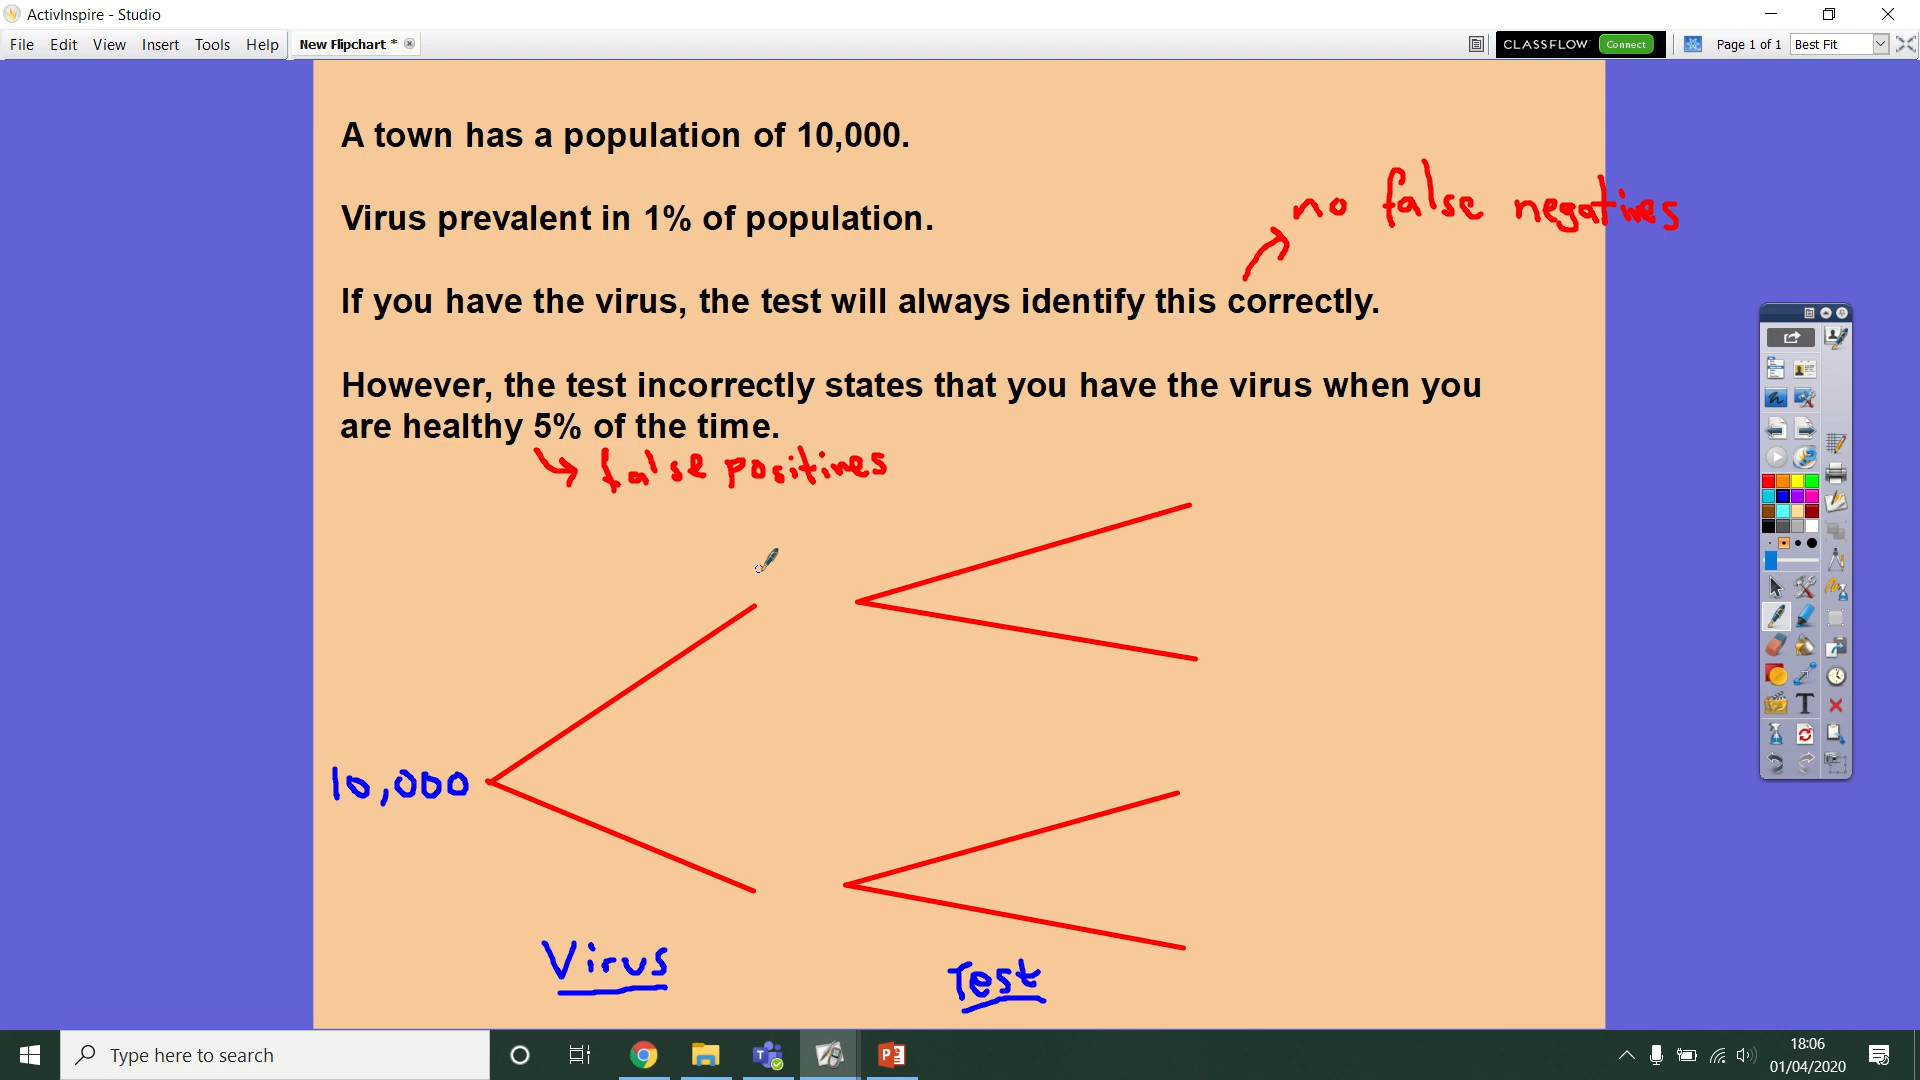 ActivInspire - Studio
File Edit View Insert Tools Help New Flipchart * CLASSFLOW Connect Page 1 of 1 Best Fit
A town has a population of 10,000.
no false negatives
Virus prevalent in 1% of population.
If you have the virus, the test will always identify this correctly.
However, the test incorrectly states that you have the virus when you
are healthy 5% of the time.
false positives
10,000
Virus
Test
Type here to search
18:06
01/04/2020